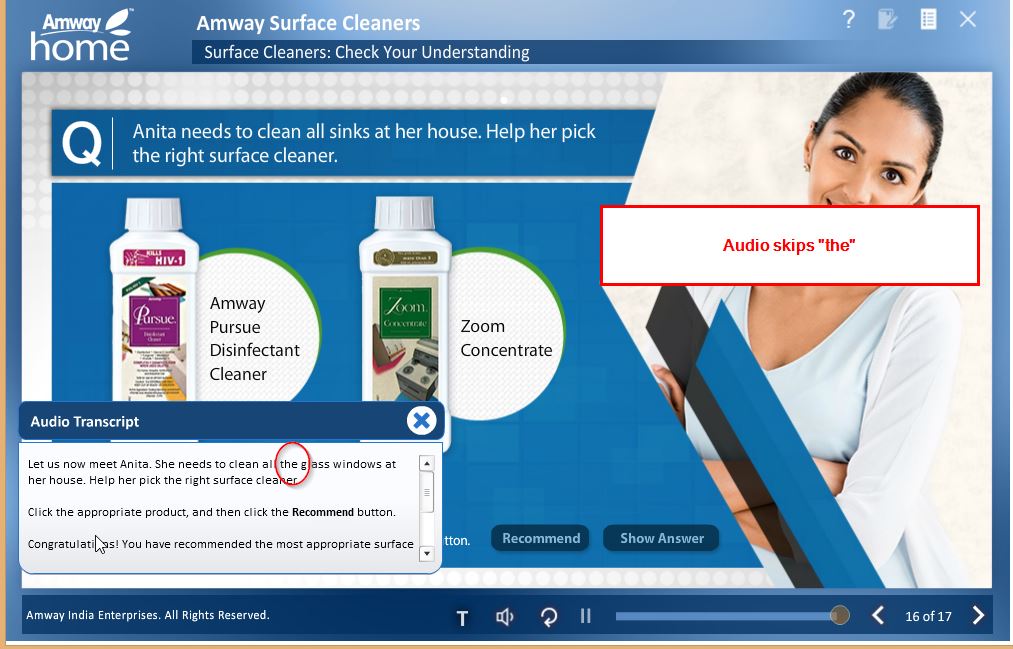 Amway™
home
Amway Surface Cleaners
Surface Cleaners: Check Your Understanding
?
Q
Anita needs to clean all sinks at her house. Help her pick
the right surface cleaner.
KILLS
HIV-1
Pursue.
Disinfectant
Cleaner
Amway
Pursue
Disinfectant
Cleaner
Zoom.
Concentrate
Zoom
Concentrate
Audio skips "the"
Audio Transcript
Let us now meet Anita. She needs to clean all the glass windows at
her house. Help her pick the right surface cleaner.
Click the appropriate product, and then click the Recommend button.
Congratulations! You have recommended the most appropriate surface
tton.
Recommend
Show Answer
Amway India Enterprises. All Rights Reserved.
T
16 of 17